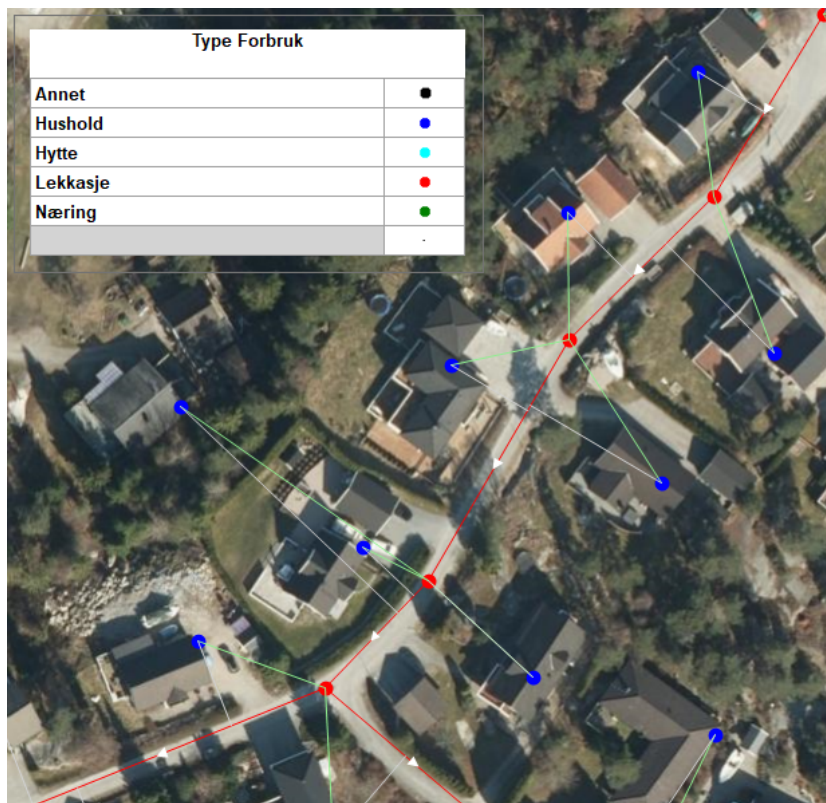 Type Forbruk
Annet
Hushold
Hytte
Lekkasje
Næring